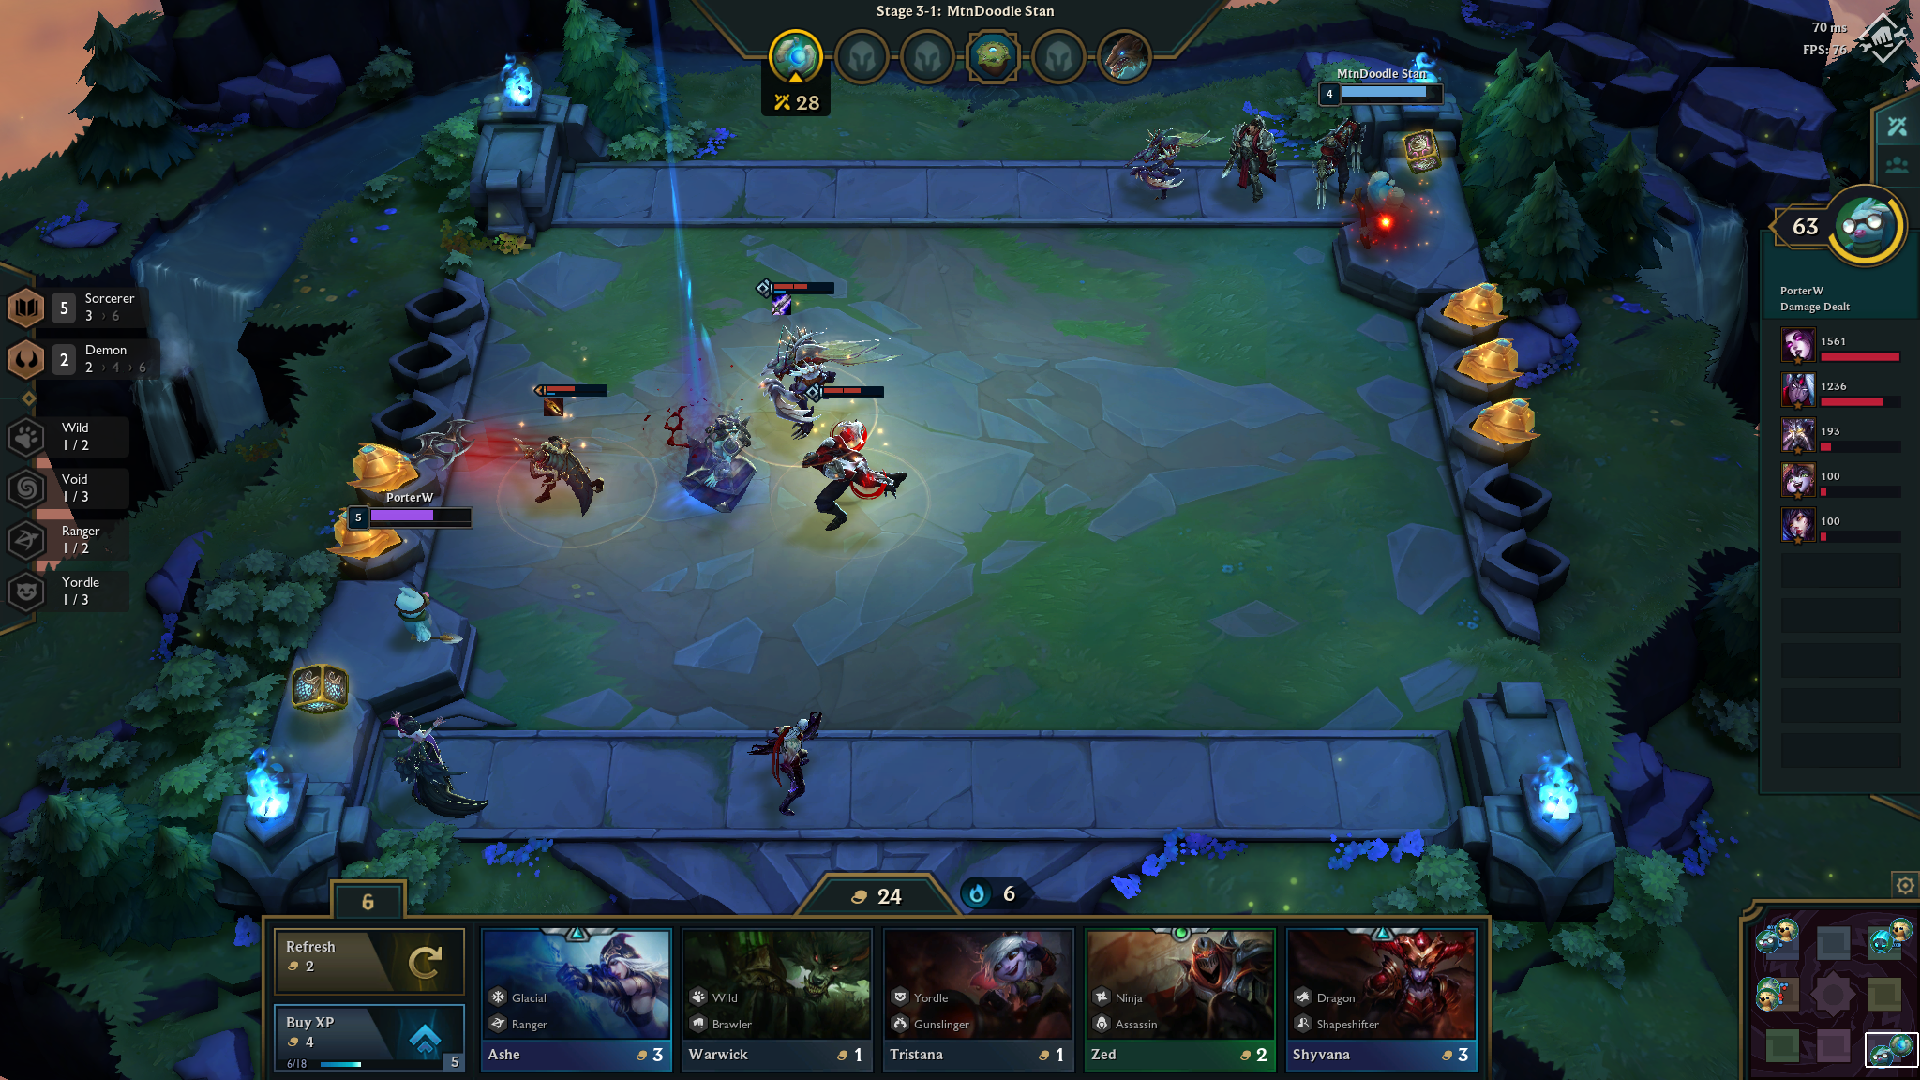 Stage 3-1: MtnDoodle Stan
70 ms
FPS: 76
28
MtnDoodle Stan
4
63
PorterW
Damage Dealt
1561
1236
193
100
100
5 Sorcerer
3 › 6
2 Demon
2 › 4 › 6
Wild
1 / 2
Void
1 / 3
Ranger
1 / 2
Yordle
1 / 3
PorterW
5
6
24
6
Refresh
2
Buy XP
4
6/18
5
Glacial
Ranger
Ashe 3
Wild
Brawler
Warwick 1
Yordle
Gunslinger
Tristana 1
Ninja
Assassin
Zed 2
Dragon
Shapeshifter
Shyvana 3